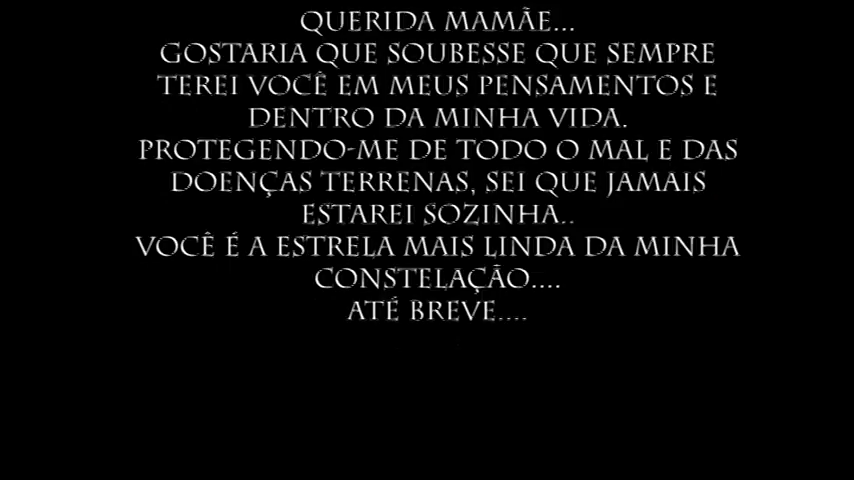 QUERIDA MAMÃE...
GOSTARIA QUE SOUBESSE QUE SEMPRE
TEREI VOCÊ EM MEUS PENSAMENTOS E
DENTRO DA MINHA VIDA.
PROTEGENDO-ME DE TODO O MAL E DAS
DOENÇAS TERRENAS, SEI QUE JAMAIS
ESTAREI SOZINHA..
VOCÊ É A ESTRELA MAIS LINDA DA MINHA
CONSTELAÇÃO....
ATÉ BREVE....